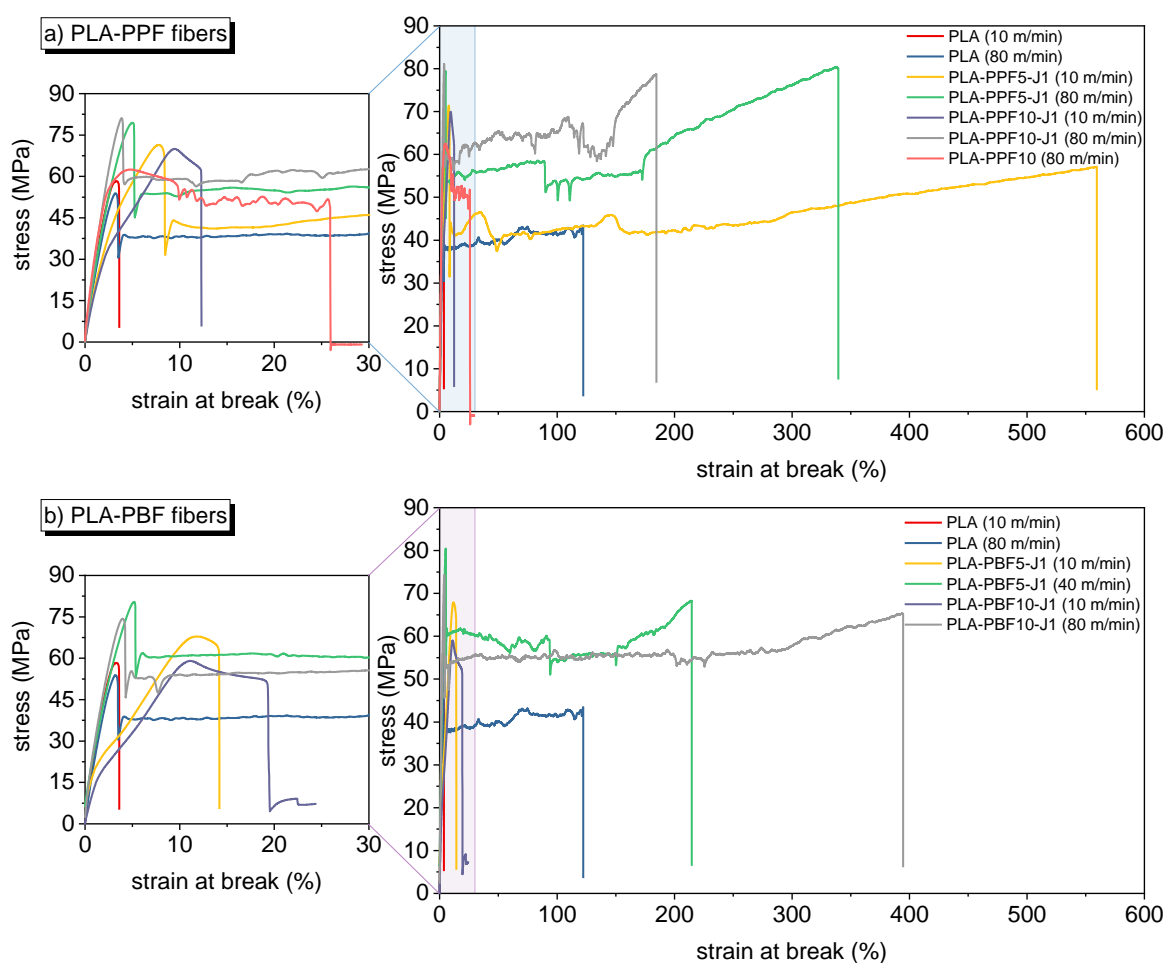 a) PLA-PPF fibers
90
75
60
45
30
15
0
stress (MPa)
0
10
20
30
strain at break (%)
90
80
70
60
50
40
30
20
10
0
stress (MPa)
0
100
200
300
400
500
600
strain at break (%)
PLA (10 m/min)
PLA (80 m/min)
PLA-PPF5-J1 (10 m/min)
PLA-PPF5-J1 (80 m/min)
PLA-PPF10-J1 (10 m/min)
PLA-PPF10-J1 (80 m/min)
PLA-PPF10 (80 m/min)
b) PLA-PBF fibers
90
75
60
45
30
15
0
stress (MPa)
0
10
20
30
strain at break (%)
90
80
70
60
50
40
30
20
10
0
stress (MPa)
0
100
200
300
400
500
600
strain at break (%)
PLA (10 m/min)
PLA (80 m/min)
PLA-PBF5-J1 (10 m/min)
PLA-PBF5-J1 (40 m/min)
PLA-PBF10-J1 (10 m/min)
PLA-PBF10-J1 (80 m/min)